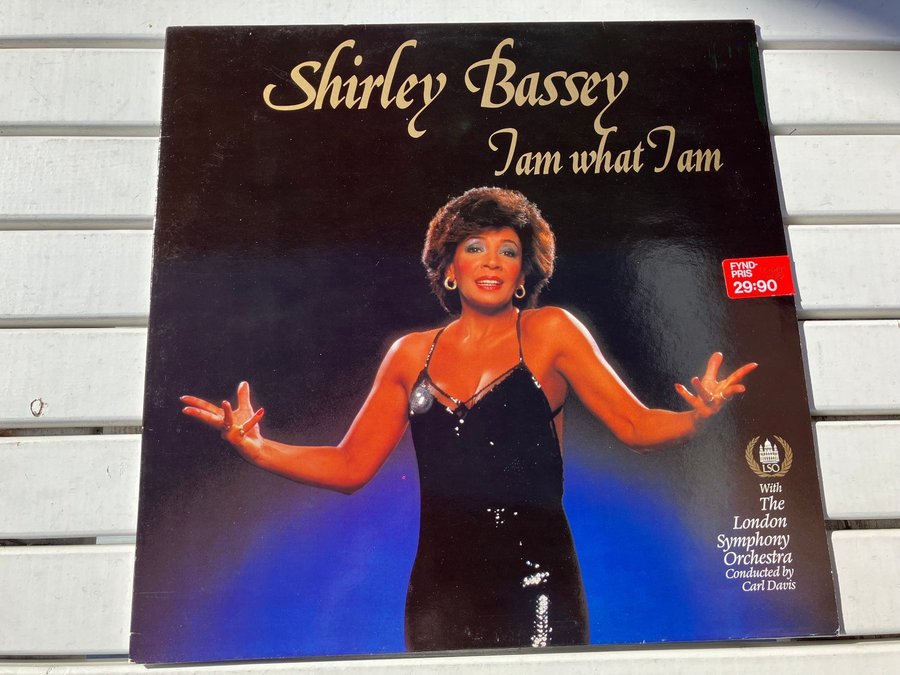 Shirley Bassey
I am what I am
FYND-
PRIS
29:90
LSO
With
The
London
Symphony
Orchestra
Conducted by
Carl Davis